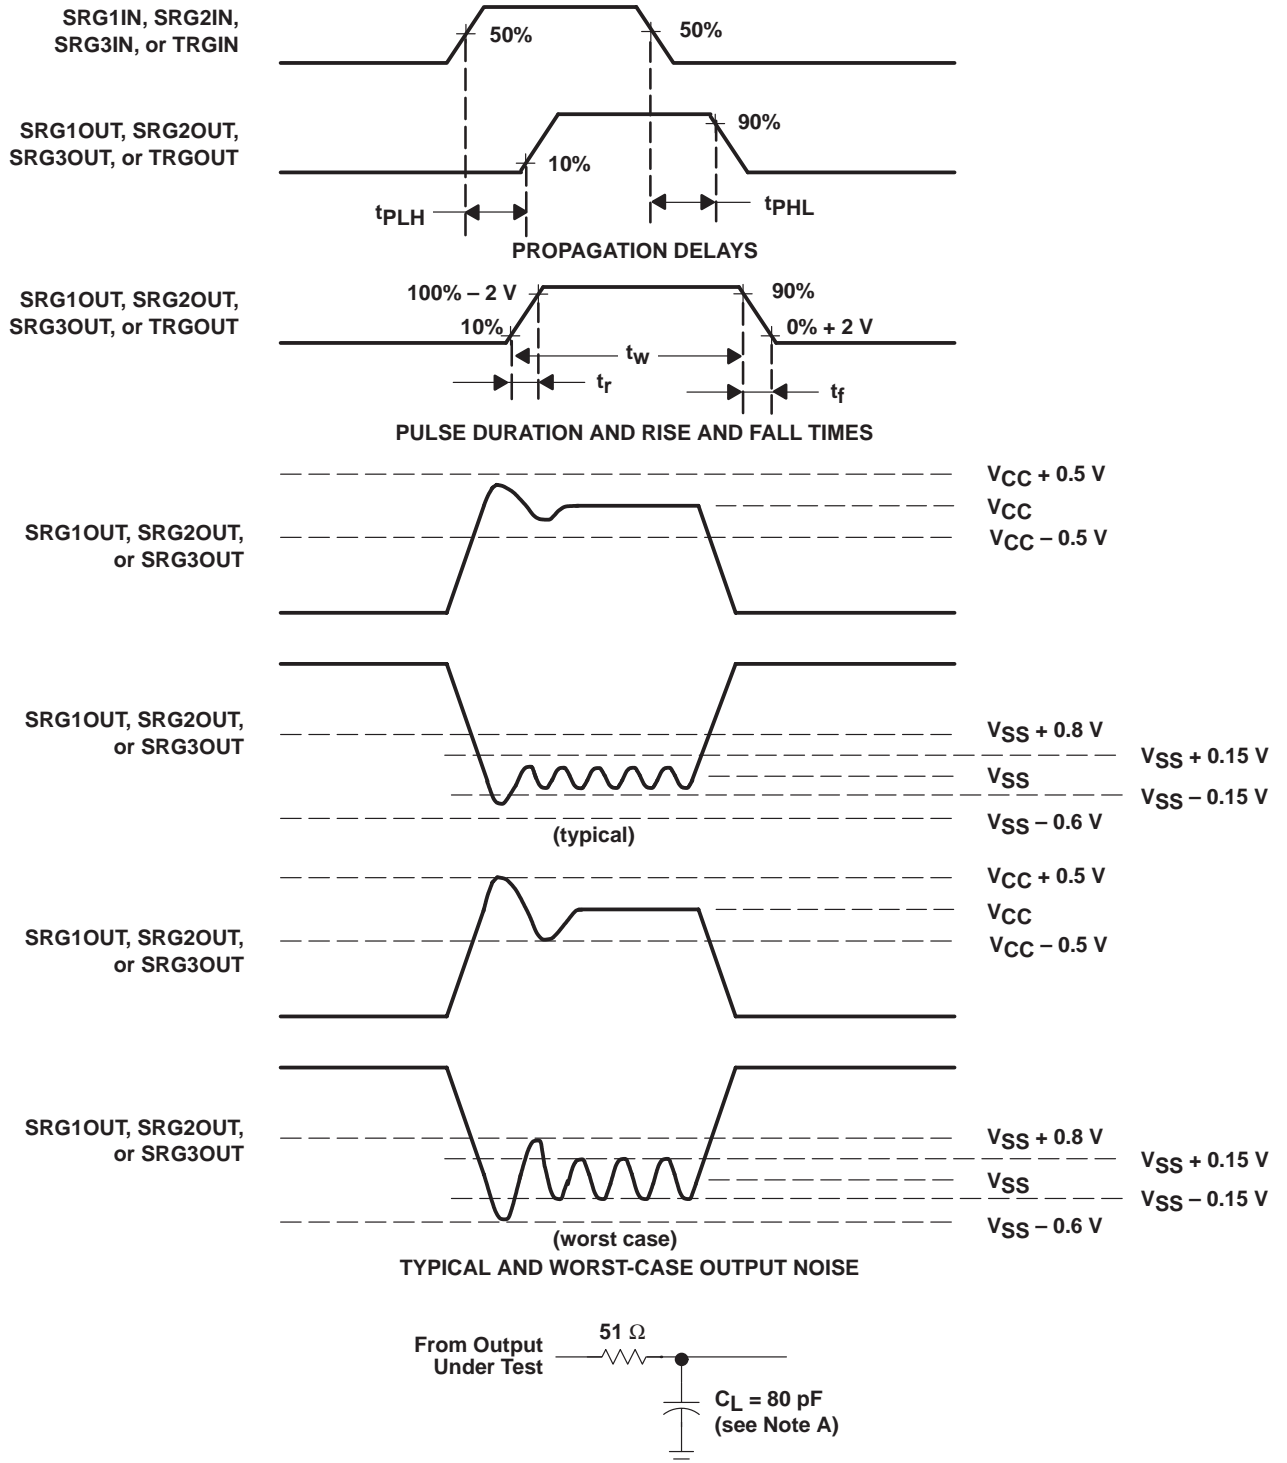 SRG1IN, SRG2IN,
SRG3IN, or TRGIN
50%
50%
SRG1OUT, SRG2OUT,
SRG3OUT, or TRGOUT
90%
10%
tPLH
tPHL
PROPAGATION DELAYS
SRG1OUT, SRG2OUT,
SRG3OUT, or TRGOUT
100% – 2 V
90%
10%
0% + 2 V
tw
tr
tf
PULSE DURATION AND RISE AND FALL TIMES
VCC + 0.5 V
VCC
VCC – 0.5 V
SRG1OUT, SRG2OUT,
or SRG3OUT
SRG1OUT, SRG2OUT,
or SRG3OUT
VSS + 0.8 V
VSS + 0.15 V
VSS
VSS – 0.15 V
VSS – 0.6 V
(typical)
VCC + 0.5 V
VCC
VCC – 0.5 V
SRG1OUT, SRG2OUT,
or SRG3OUT
SRG1OUT, SRG2OUT,
or SRG3OUT
VSS + 0.8 V
VSS + 0.15 V
VSS
VSS – 0.15 V
VSS – 0.6 V
(worst case)
TYPICAL AND WORST-CASE OUTPUT NOISE
51 Ω
From Output
Under Test
CL = 80 pF
(see Note A)